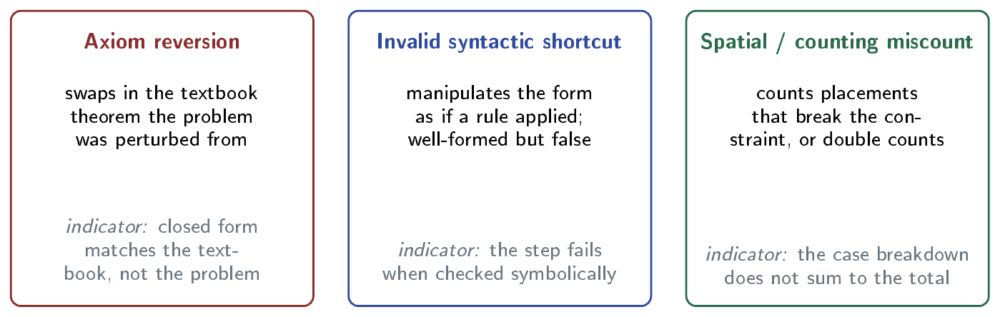 Axiom reversion
swaps in the textbook
theorem the problem
was perturbed from
indicator: closed form
matches the text-
book, not the problem
Invalid syntactic shortcut
manipulates the form
as if a rule applied;
well-formed but false
indicator: the step fails
when checked symbolically
Spatial / counting miscount
counts placements
that break the con-
straint, or double counts
indicator: the case breakdown
does not sum to the total